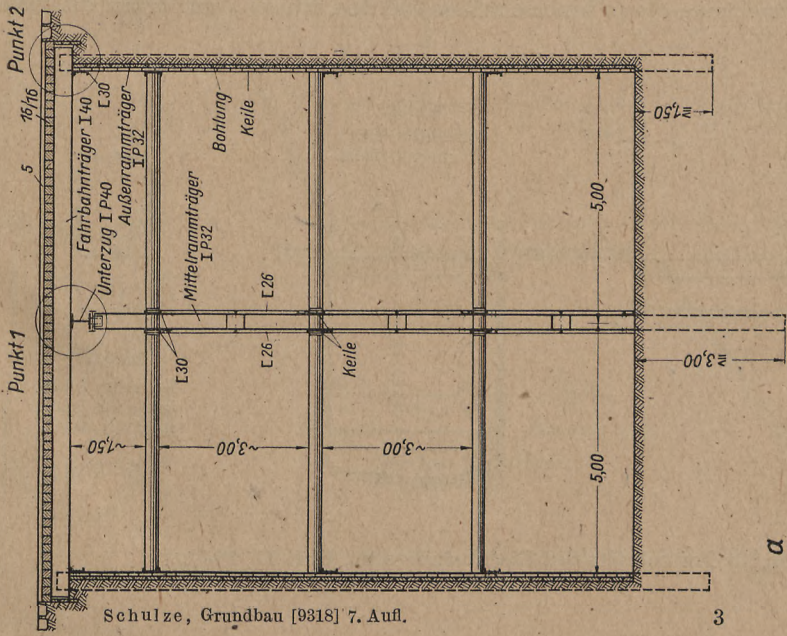 Punkt 1
Punkt 2
5
16/16
Fahrbahnträger I 40
Unterzug I P40
[30
Außenrammträger
I P 32
Bohlung
Keile
Mittelrammträger
I P32
[26
[26
[30
Keile
~1,50
~3,00
~3,00
5,00
5,00
≧1,50
≧3,00
a
Schulze, Grundbau [9318] 7. Aufl.
3